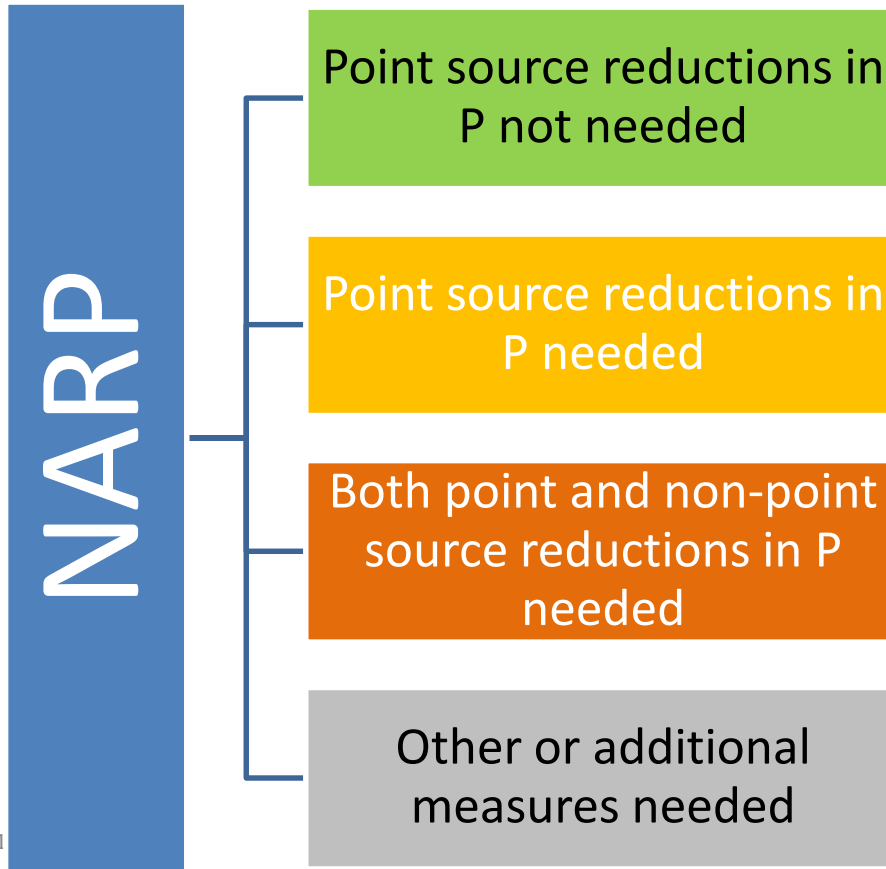 NARP
Point source reductions in
P not needed
Point source reductions in
P needed
Both point and non-point
source reductions in P
needed
Other or additional
measures needed